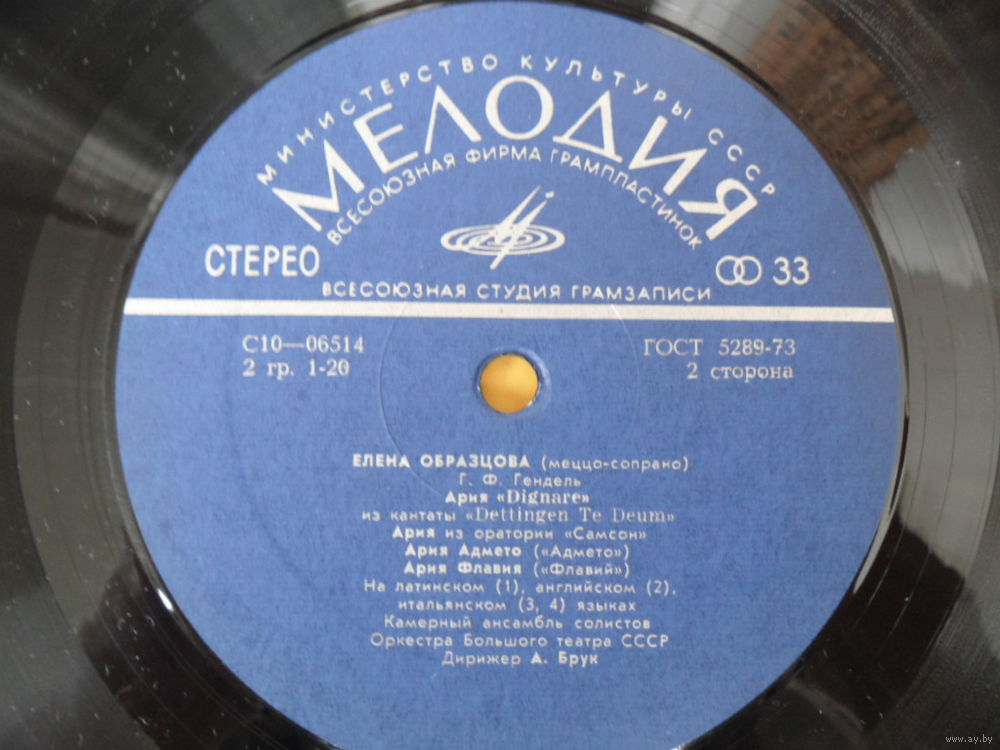 МИНИСТЕРСТВО КУЛЬТУРЫ СССР
МЕЛОДИЯ
ВСЕСОЮЗНАЯ ФИРМА ГРАМПЛАСТИНОК
СТЕРЕО
33
ВСЕСОЮЗНАЯ СТУДИЯ ГРАМЗАПИСИ
С10—06514
ГОСТ 5289-73
2 гр. 1-20
2 сторона
ЕЛЕНА ОБРАЗЦОВА (меццо-сопрано)
Г. Ф. Гендель
Ария «Dignare»
из кантаты «Dettingen Te Deum»
Ария из оратории «Самсон»
Ария Адмето («Адмето»)
Ария Флавия («Флавий»)
На латинском (1), английском (2),
итальянском (3, 4) языках
Камерный ансамбль солистов
Оркестра Большого театра СССР
Дирижер А. Брук
www.ay.by